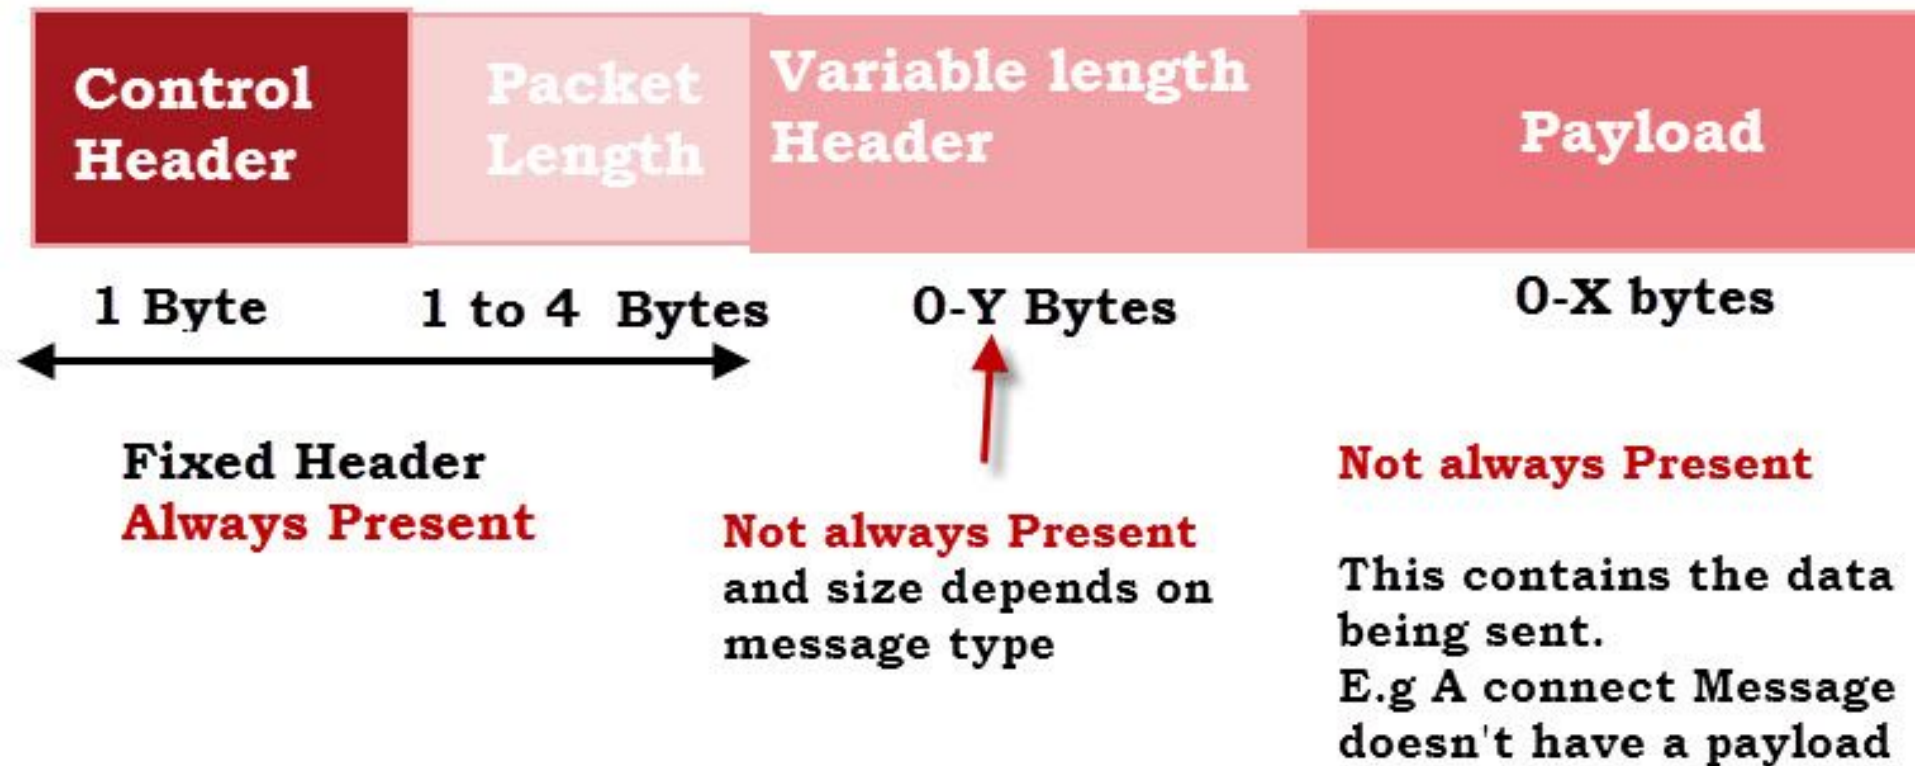 Control
Header
Packet
Length
Variable length
Header
Payload
1 Byte
1 to 4 Bytes
0-Y Bytes
0-X bytes
Fixed Header
Always Present
Not always Present
and size depends on
message type
Not always Present
This contains the data
being sent.
E.g A connect Message
doesn't have a payload